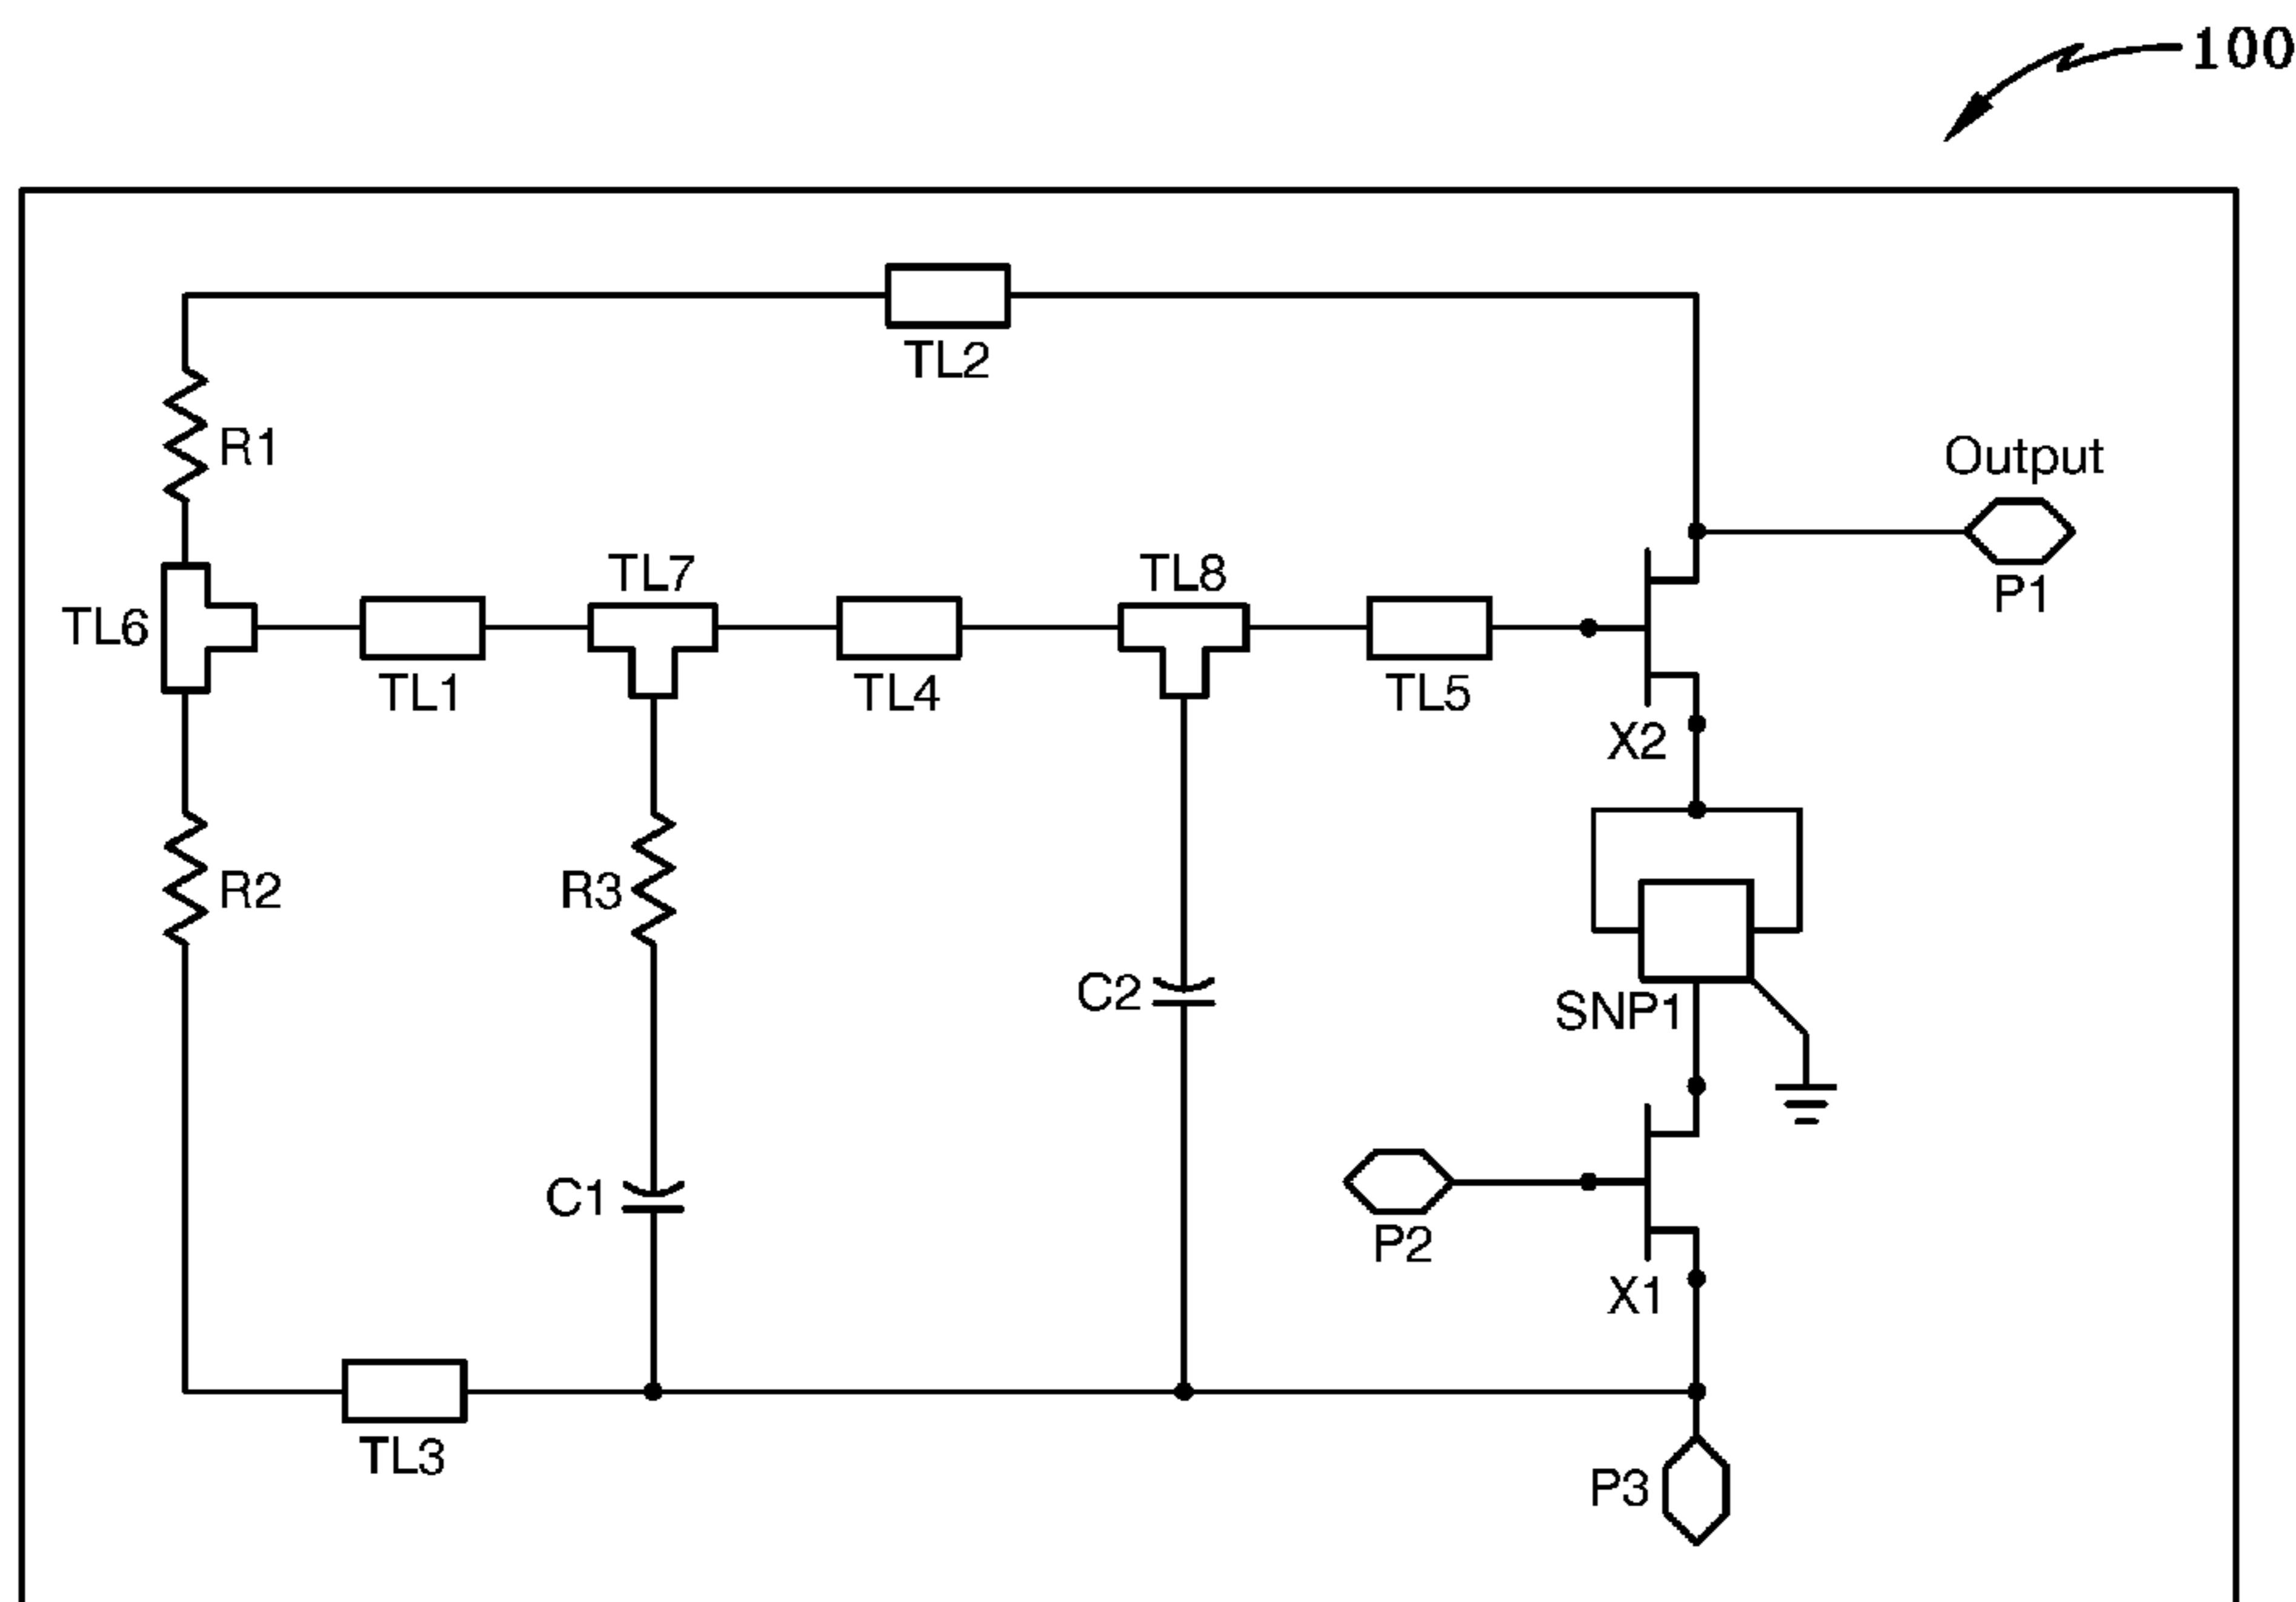 100
TL2
R1
Output
P1
TL6
TL1
TL7
TL4
TL8
TL5
X2
R2
R3
C2
SNP1
C1
P2
X1
TL3
P3